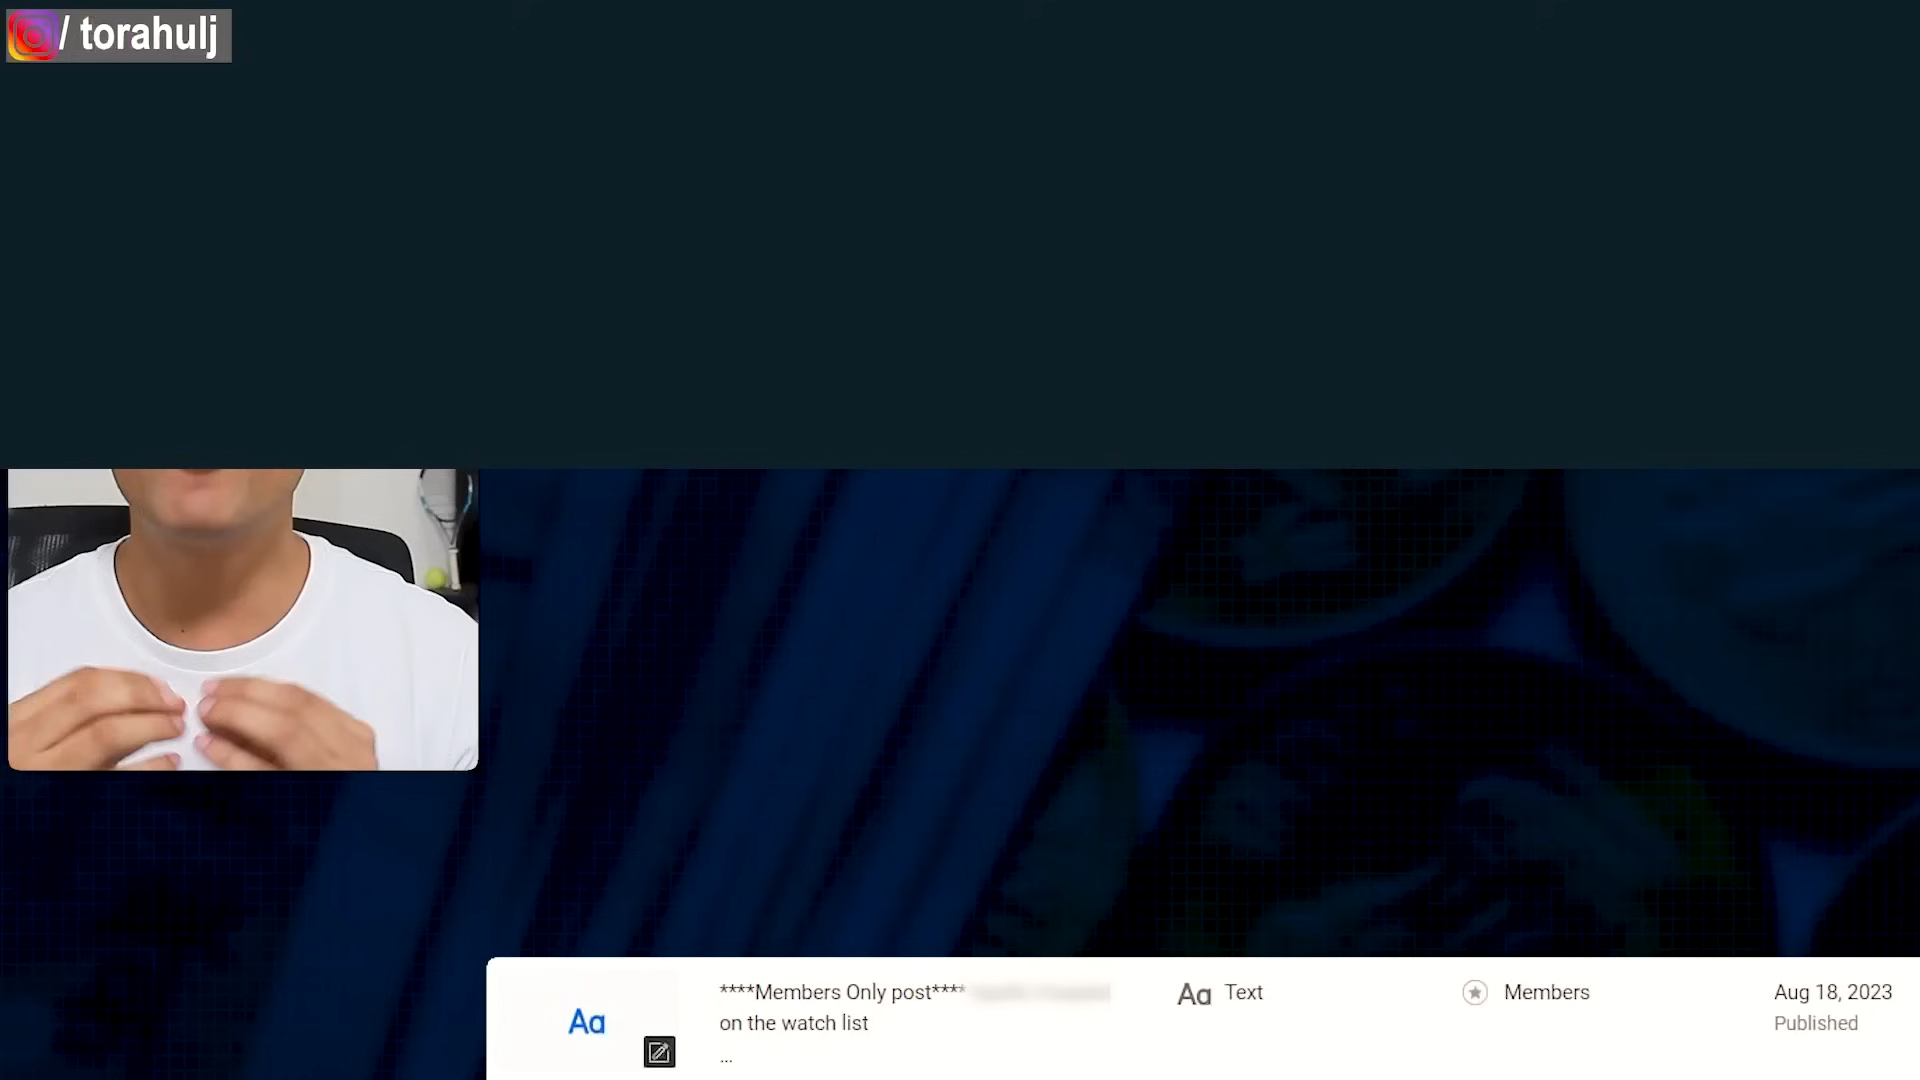 / torahulj
****Members Only post****
on the watch list
...
Aa
Aa Text
Members
Aug 18, 2023
Published